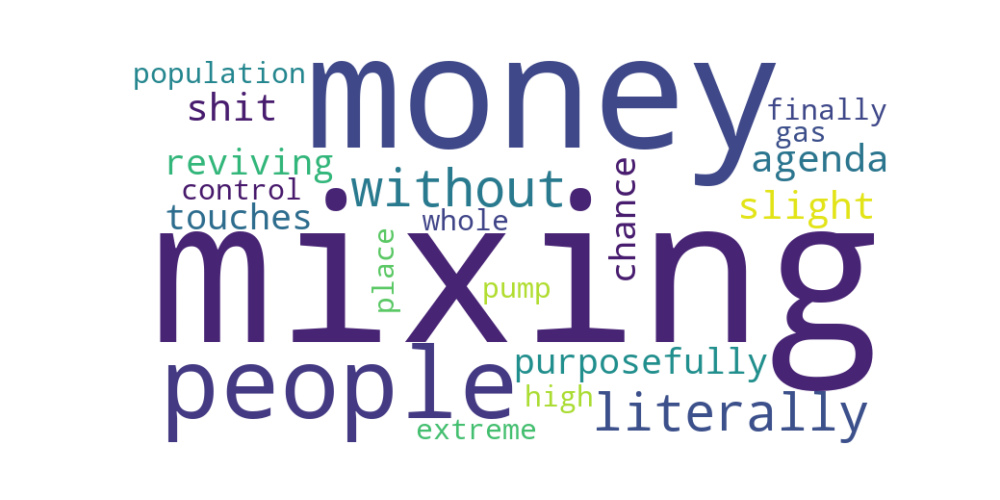 population
money
shit
finally
gas
reviving
agenda
control
without
chance
touches
whole
slight
place
mixing
pump
people
purposefully
high
literally
extreme